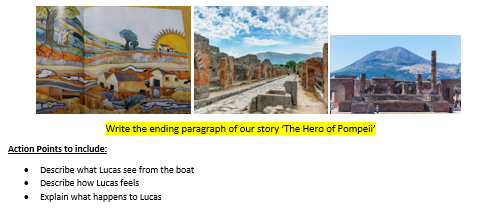 Write the ending paragraph of our story ‘The Hero of Pompeii’
Action Points to include:
• Describe what Lucas see from the boat
• Describe how Lucas feels
• Explain what happens to Lucas